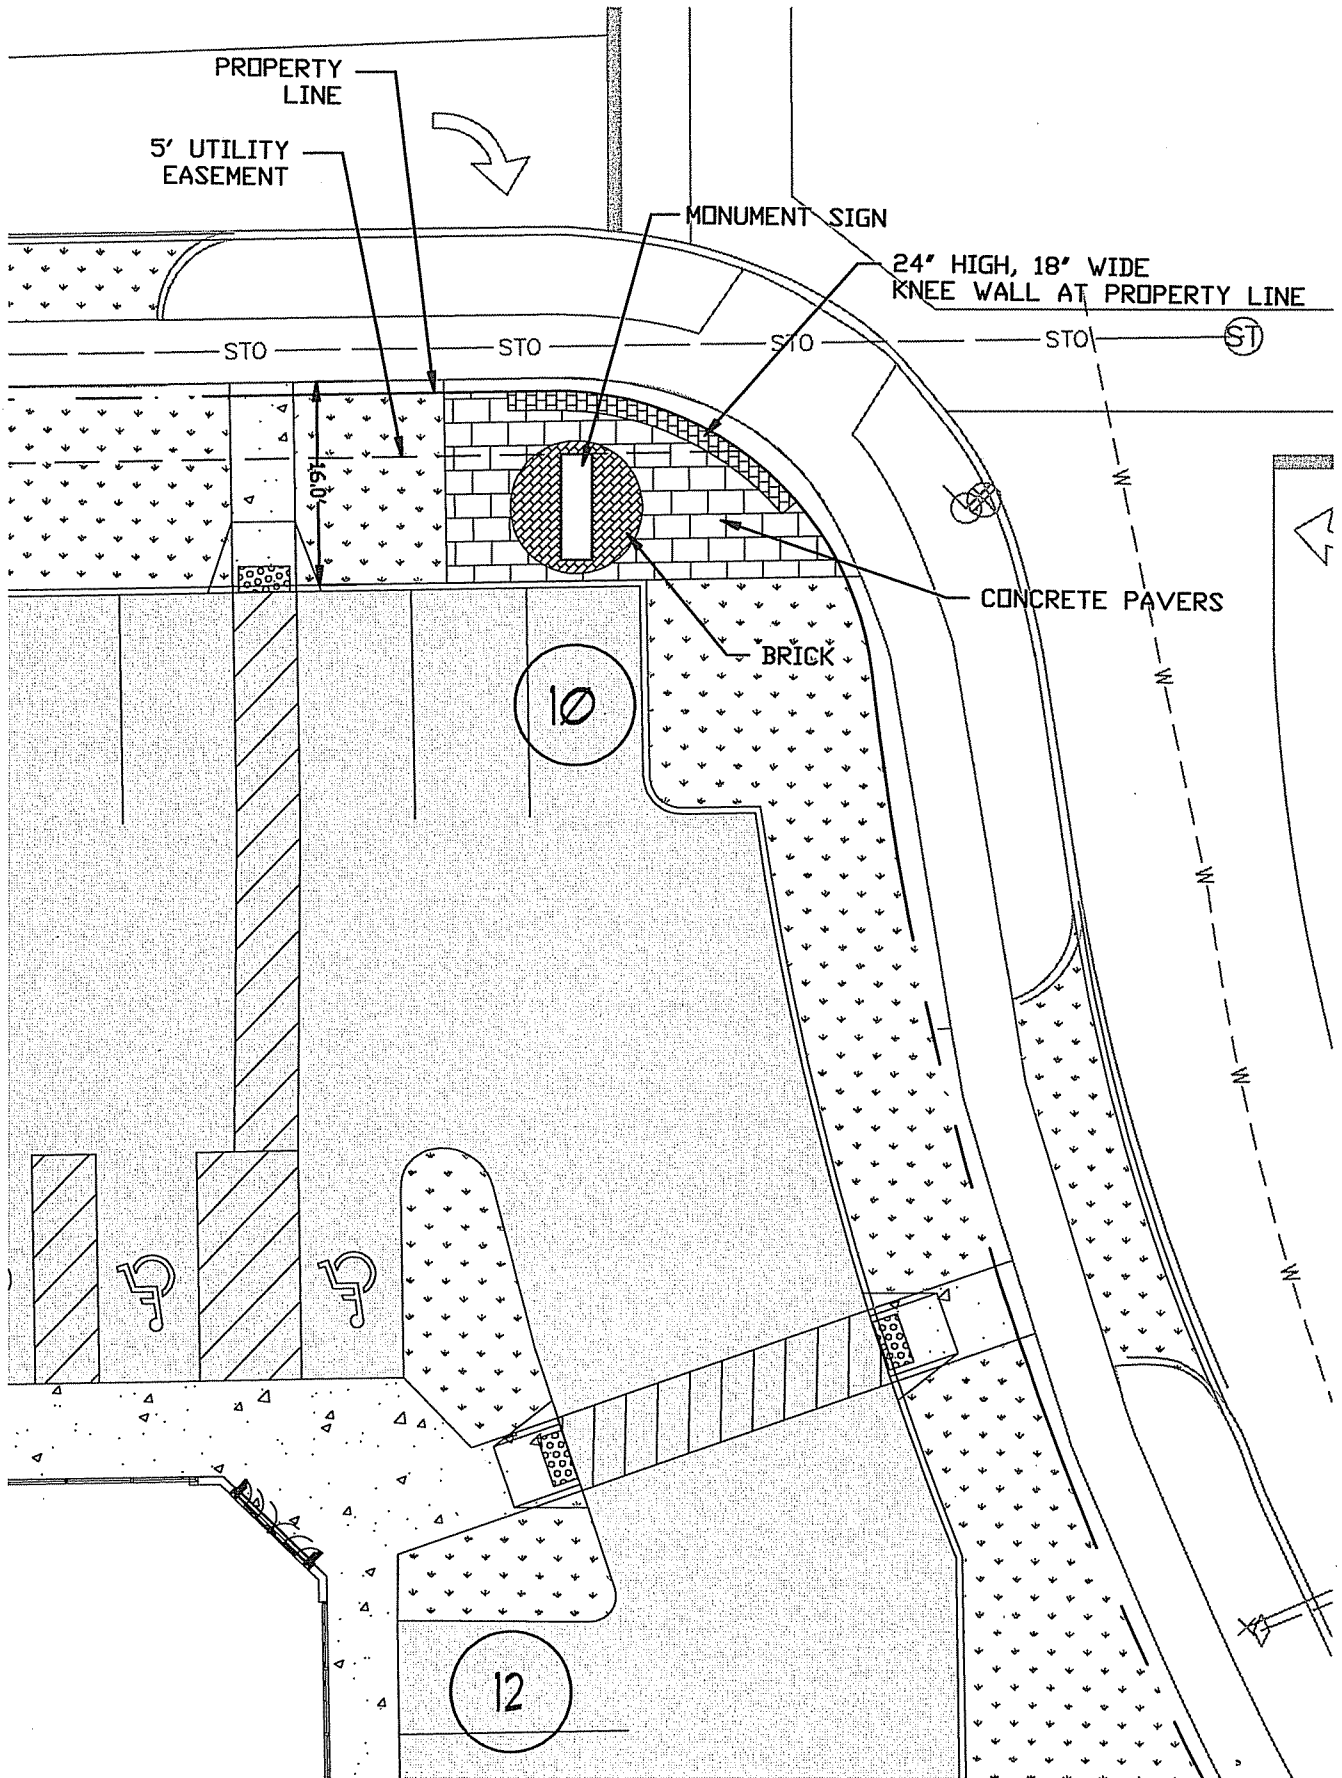 PROPERTY
LINE
5' UTILITY
EASEMENT
MONUMENT SIGN
24" HIGH, 18" WIDE
KNEE WALL AT PROPERTY LINE
STO
STO
STO
STO
ST
16.0'
W
CONCRETE PAVERS
BRICK
W
10
W
W
W
12